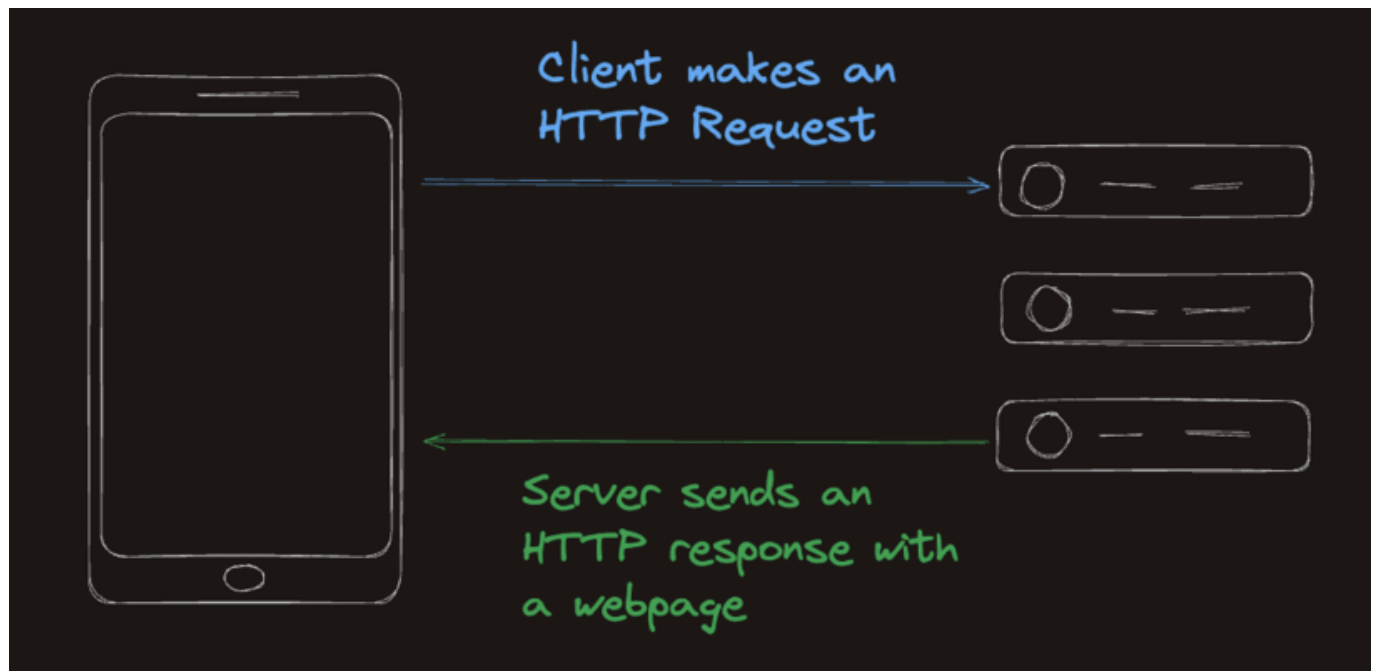 Client makes an
HTTP Request
Server sends an
HTTP response with
a webpage